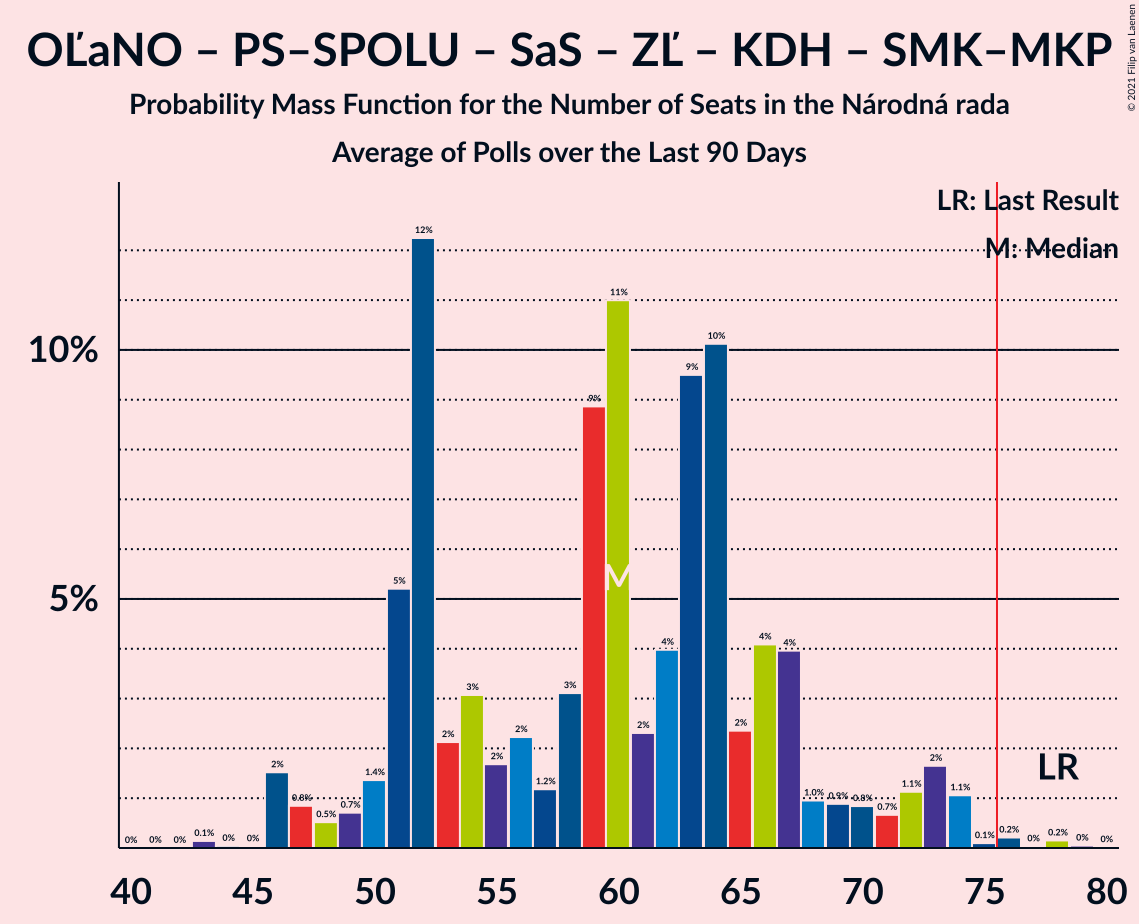 OĽaNO – PS–SPOLU – SaS – ZĽ – KDH – SMK–MKP
Probability Mass Function for the Number of Seats in the Národná rada
Average of Polls over the Last 90 Days
© 2021 Filip van Laenen
LR: Last Result
M: Median
10%
5%
0% 0% 0% 0.1% 0% 0% 2% 0.8% 0.5% 0.7% 1.4% 5% 12% 2% 3% 2% 2% 1.2% 3% 9% 11% 2% 4% 9% 10% 2% 4% 4% 1.0% 0.9% 0.8% 0.7% 1.1% 2% 1.1% 0.1% 0.2% 0% 0.2% 0% 0%
M
LR
40 45 50 55 60 65 70 75 80